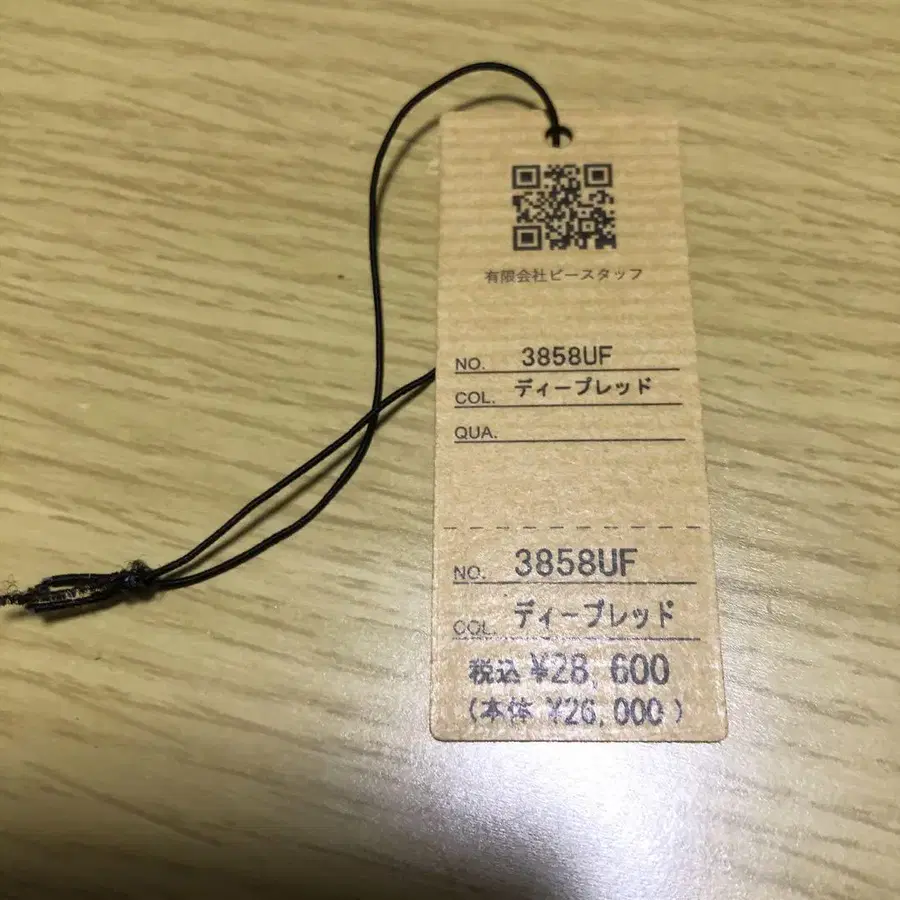 有限会社ビースタッフ
NO. 3858UF
COL. ディープレッド
QUA.
NO. 3858UF
COL. ディープレッド
税込 ¥28,600
(本体 ¥26,000)